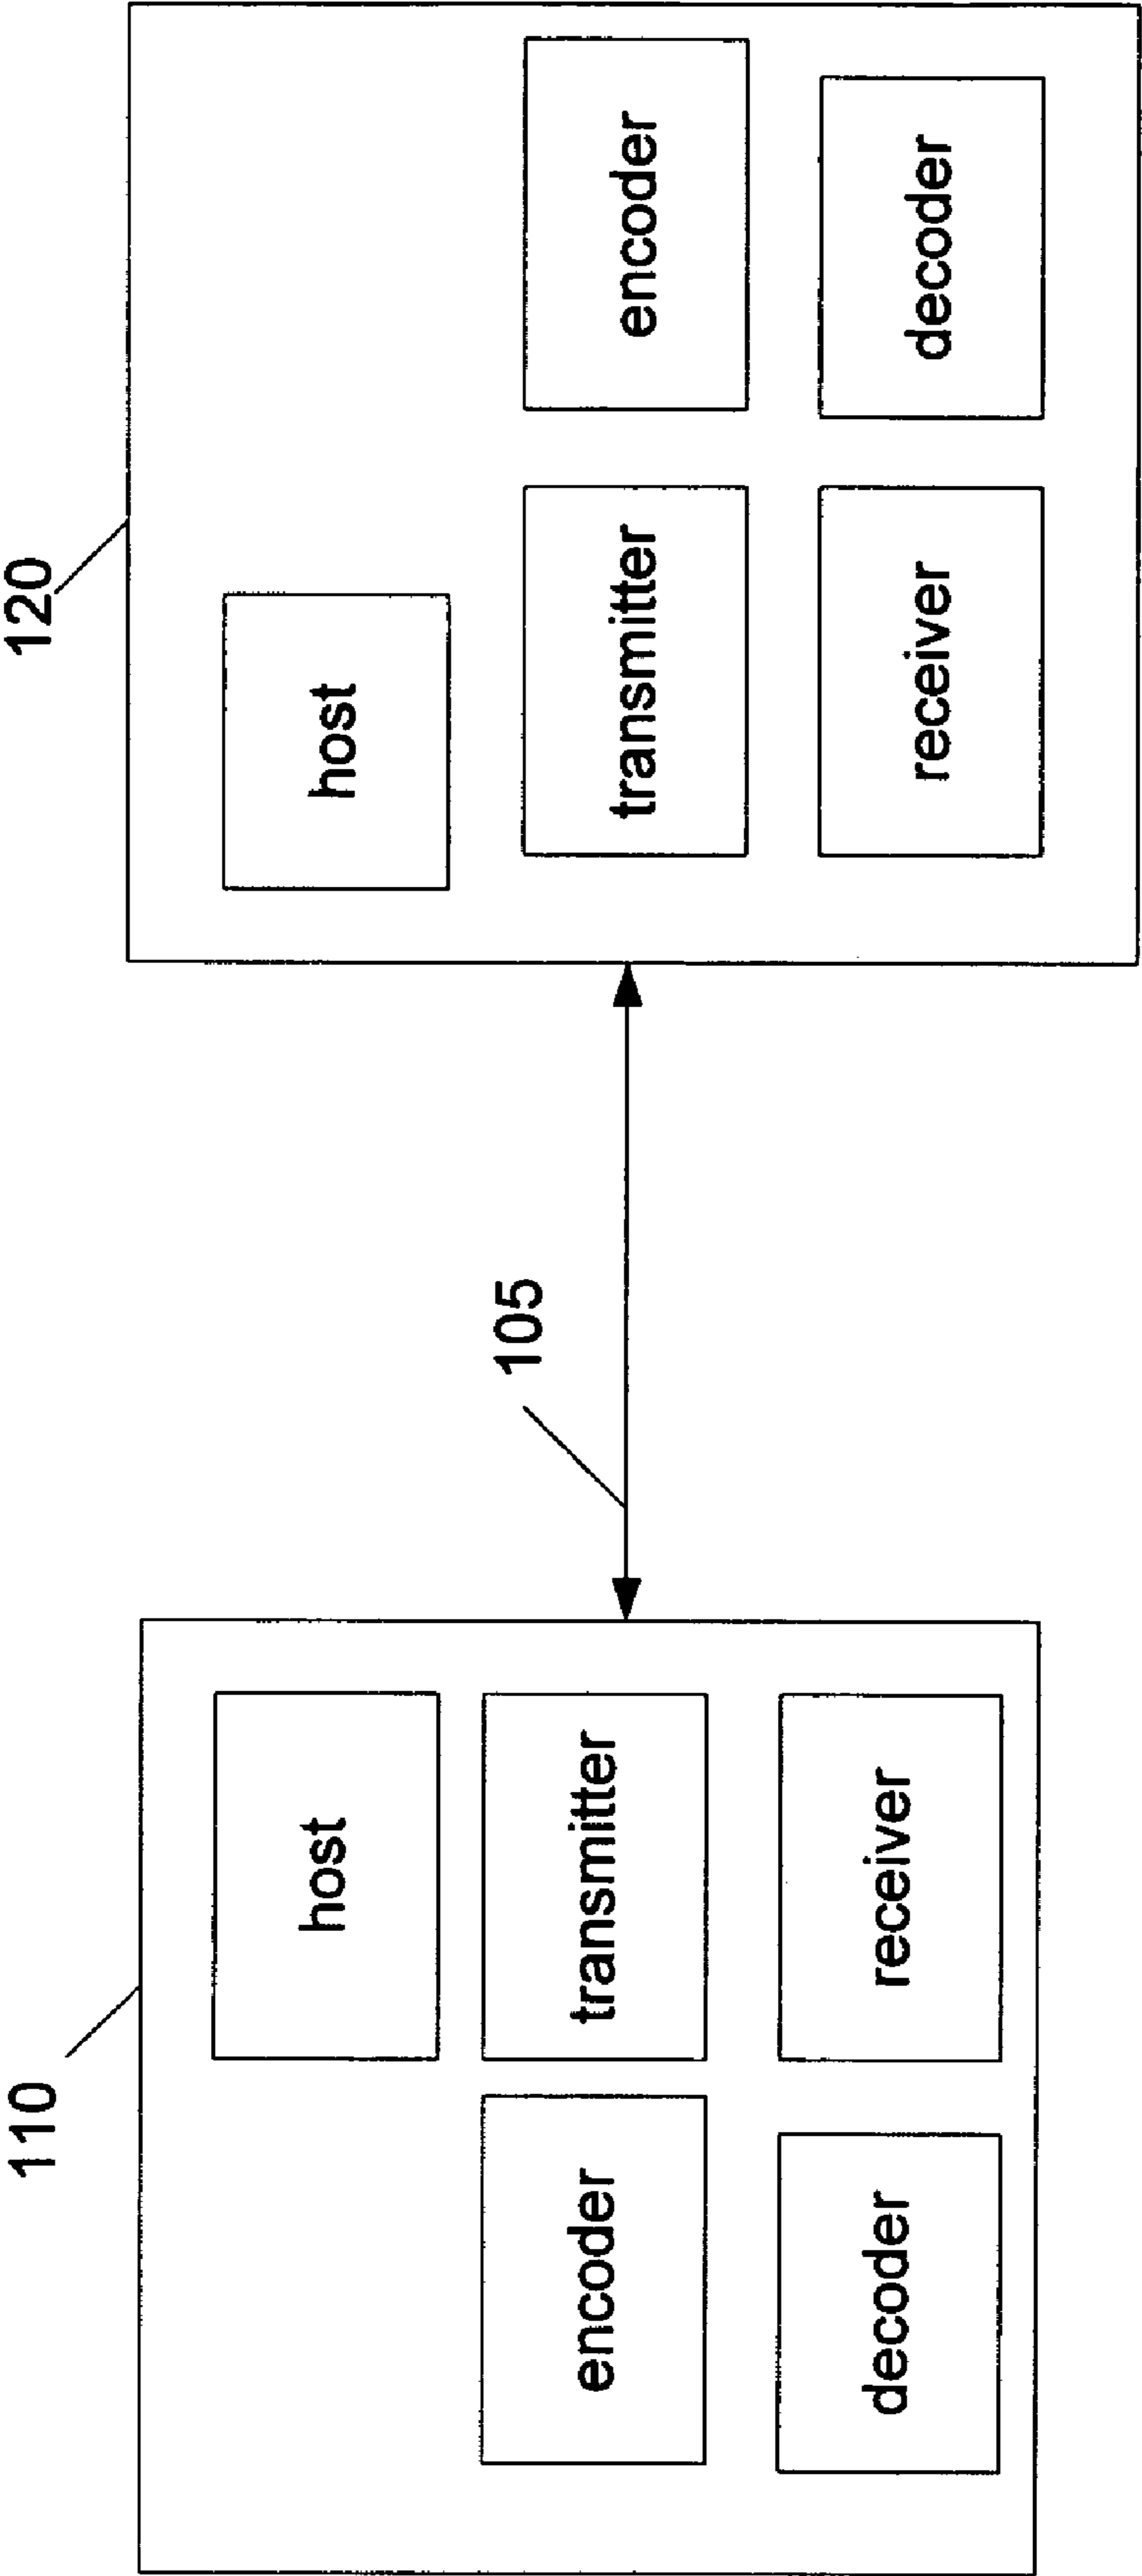 110
host
encoder
transmitter
decoder
receiver
105
120
host
transmitter
encoder
receiver
decoder